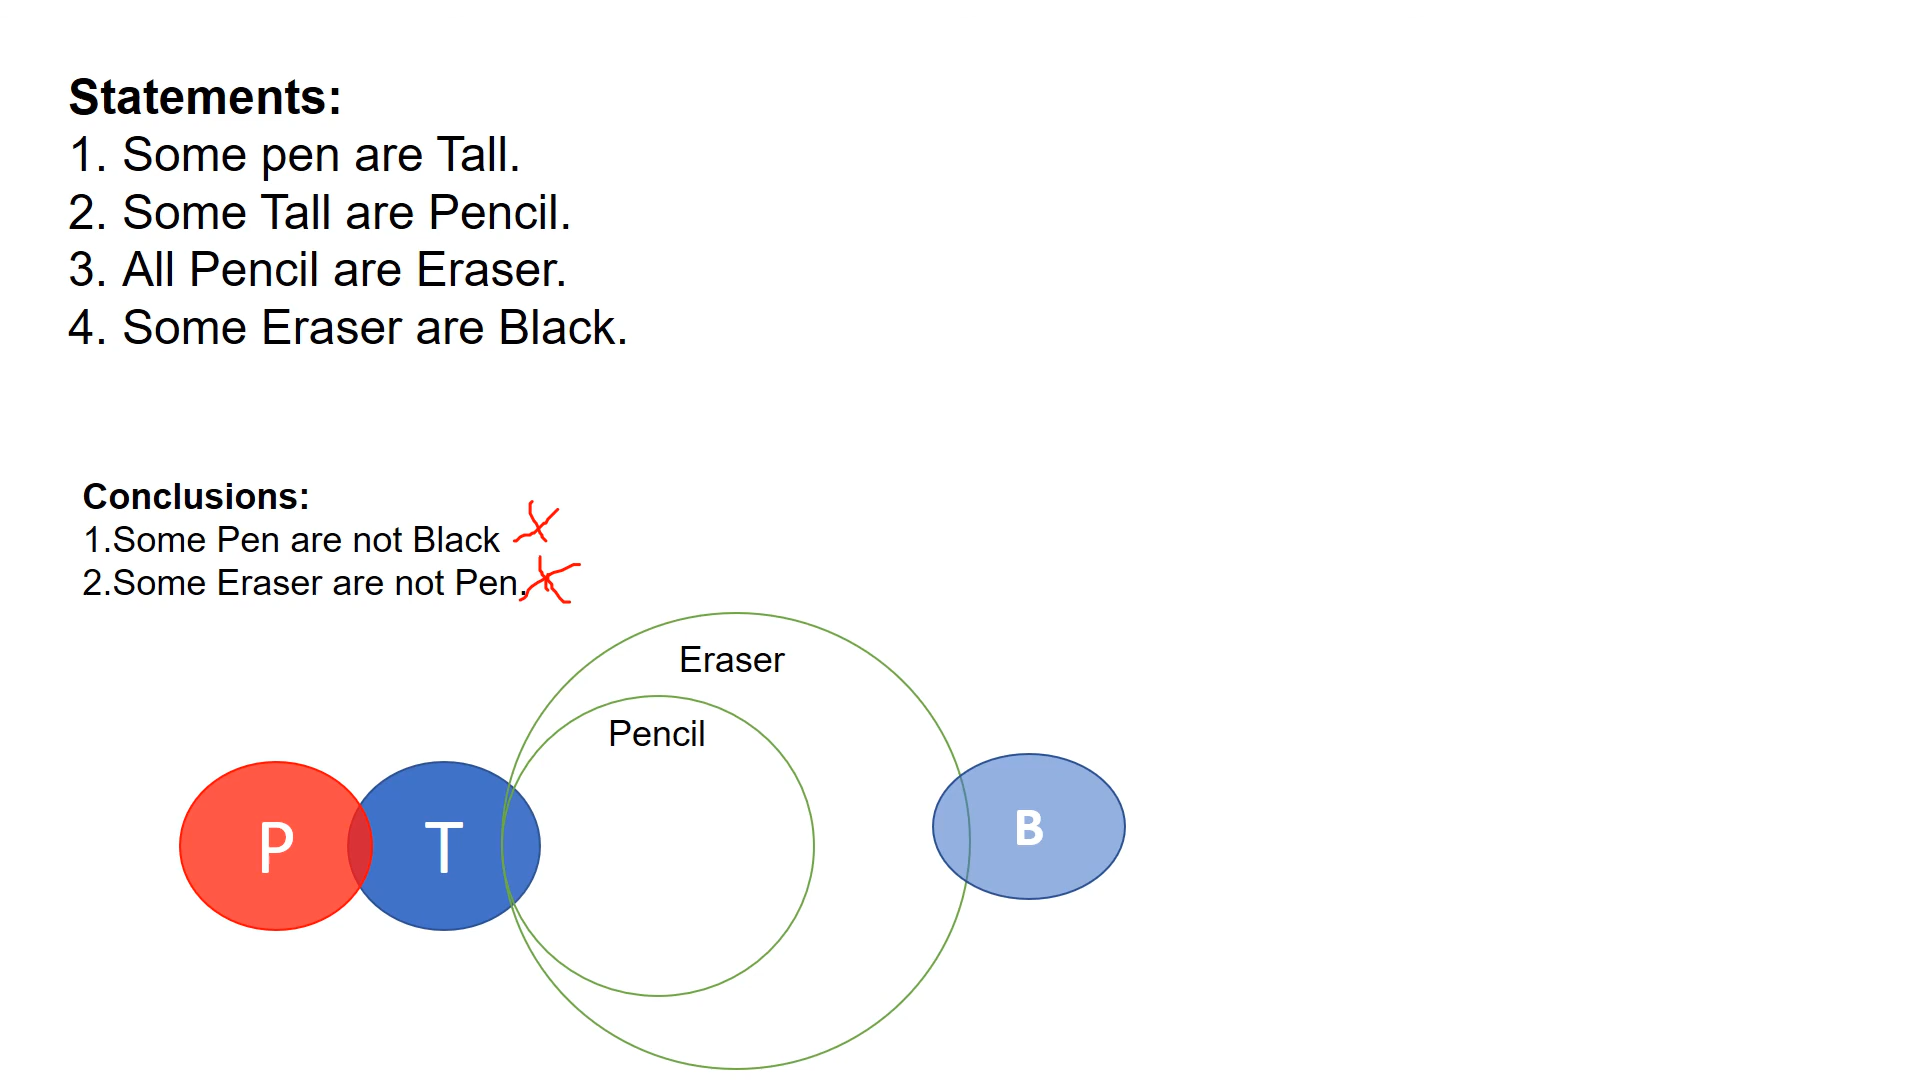 Statements:
1. Some pen are Tall.
2. Some Tall are Pencil.
3. All Pencil are Eraser.
4. Some Eraser are Black.
Conclusions:
1.Some Pen are not Black
2.Some Eraser are not Pen.
Eraser
Pencil
P
T
B